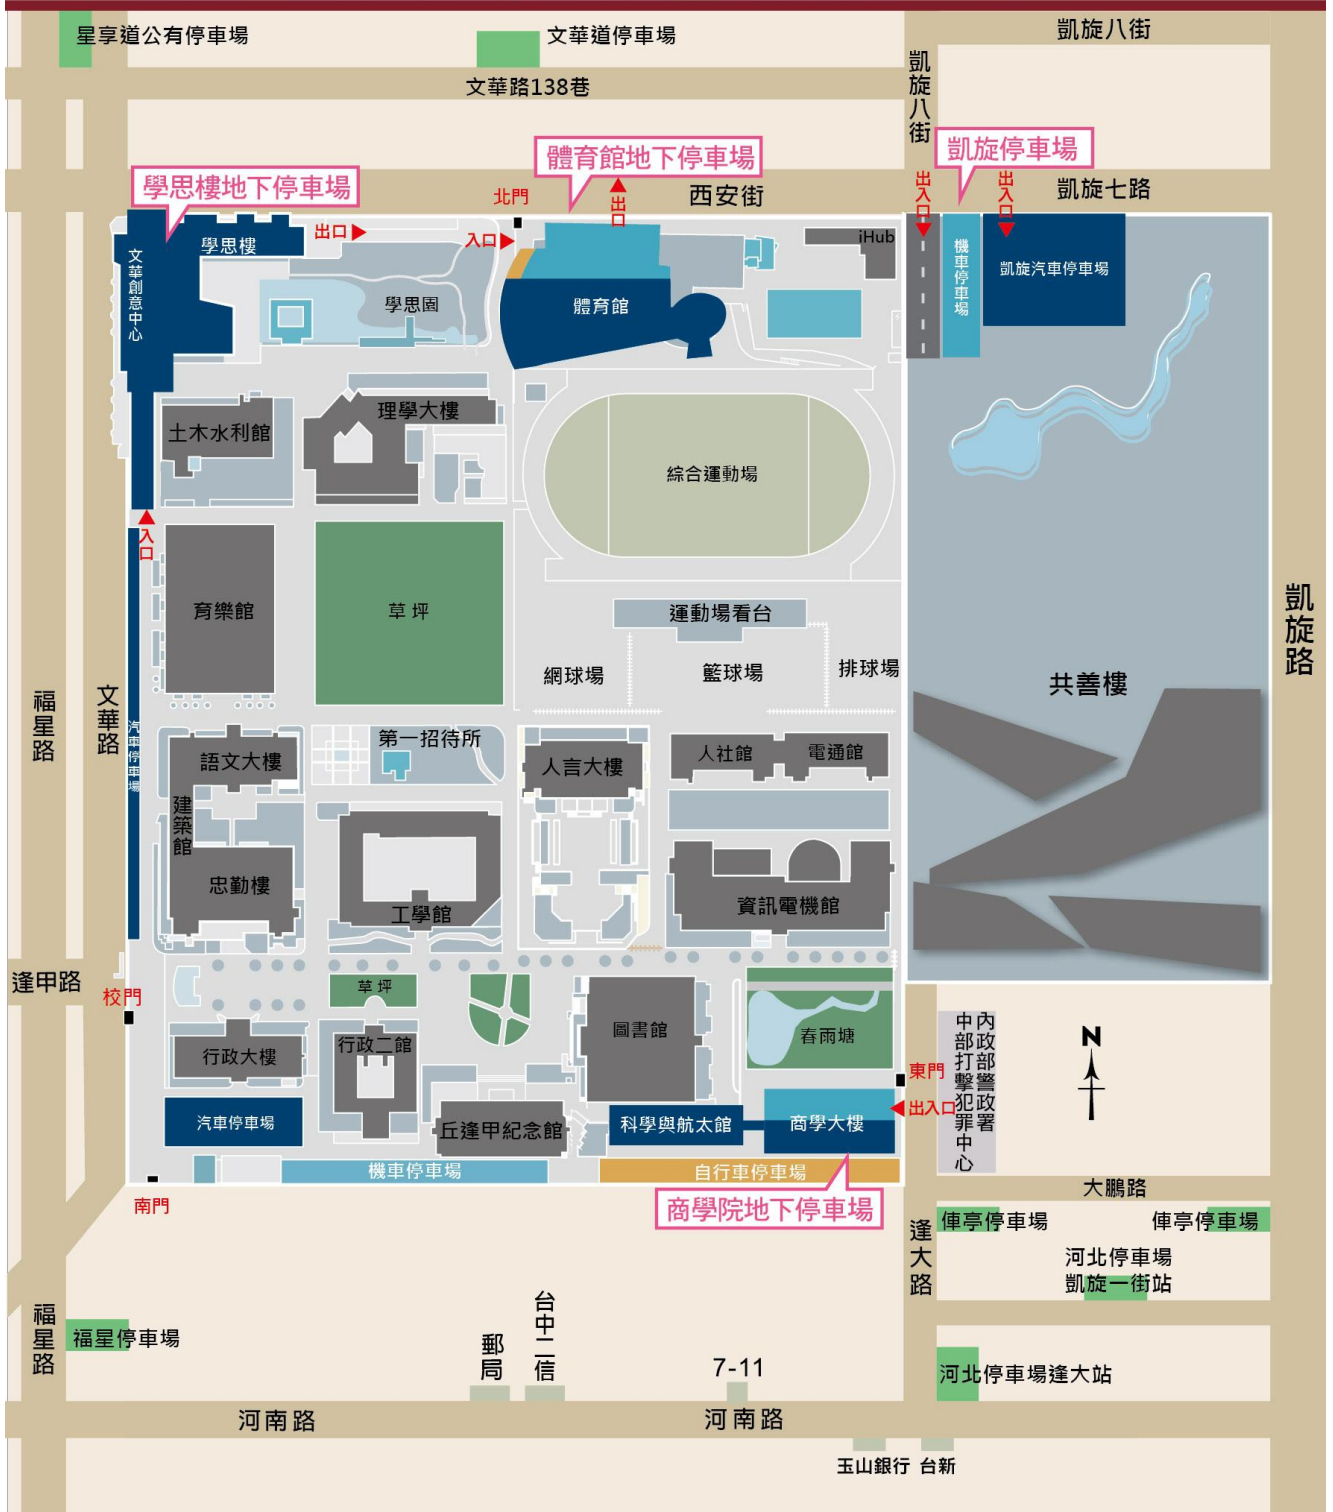 星享道公有停車場
文華道停車場
凱旋八街
文華路138巷
凱旋八街
學思樓地下停車場
體育館地下停車場
凱旋停車場
北門
出口
西安街
出入口
出入口
凱旋七路
學思樓
出口
入口
iHub
文華創意中心
機車停車場
凱旋汽車停車場
學思園
體育館
土木水利館
理學大樓
綜合運動場
入口
育樂館
草坪
運動場看台
網球場
籃球場
排球場
共善樓
凱旋路
福星路
文華路
汽車停車場
語文大樓
第一招待所
人言大樓
人社館
電通館
建築館
忠勤樓
工學館
資訊電機館
逢甲路
校門
草坪
圖書館
春雨塘
行政大樓
行政二館
東門
出入口
內政部警政署
中部打擊犯罪中心
N
汽車停車場
丘逢甲紀念館
科學與航太館
商學大樓
機車停車場
自行車停車場
南門
商學院地下停車場
大鵬路
俥亭停車場
俥亭停車場
逢大路
河北停車場
凱旋一街站
福星路
福星停車場
郵局
台中二信
7-11
河北停車場逢大站
河南路
河南路
玉山銀行
台新